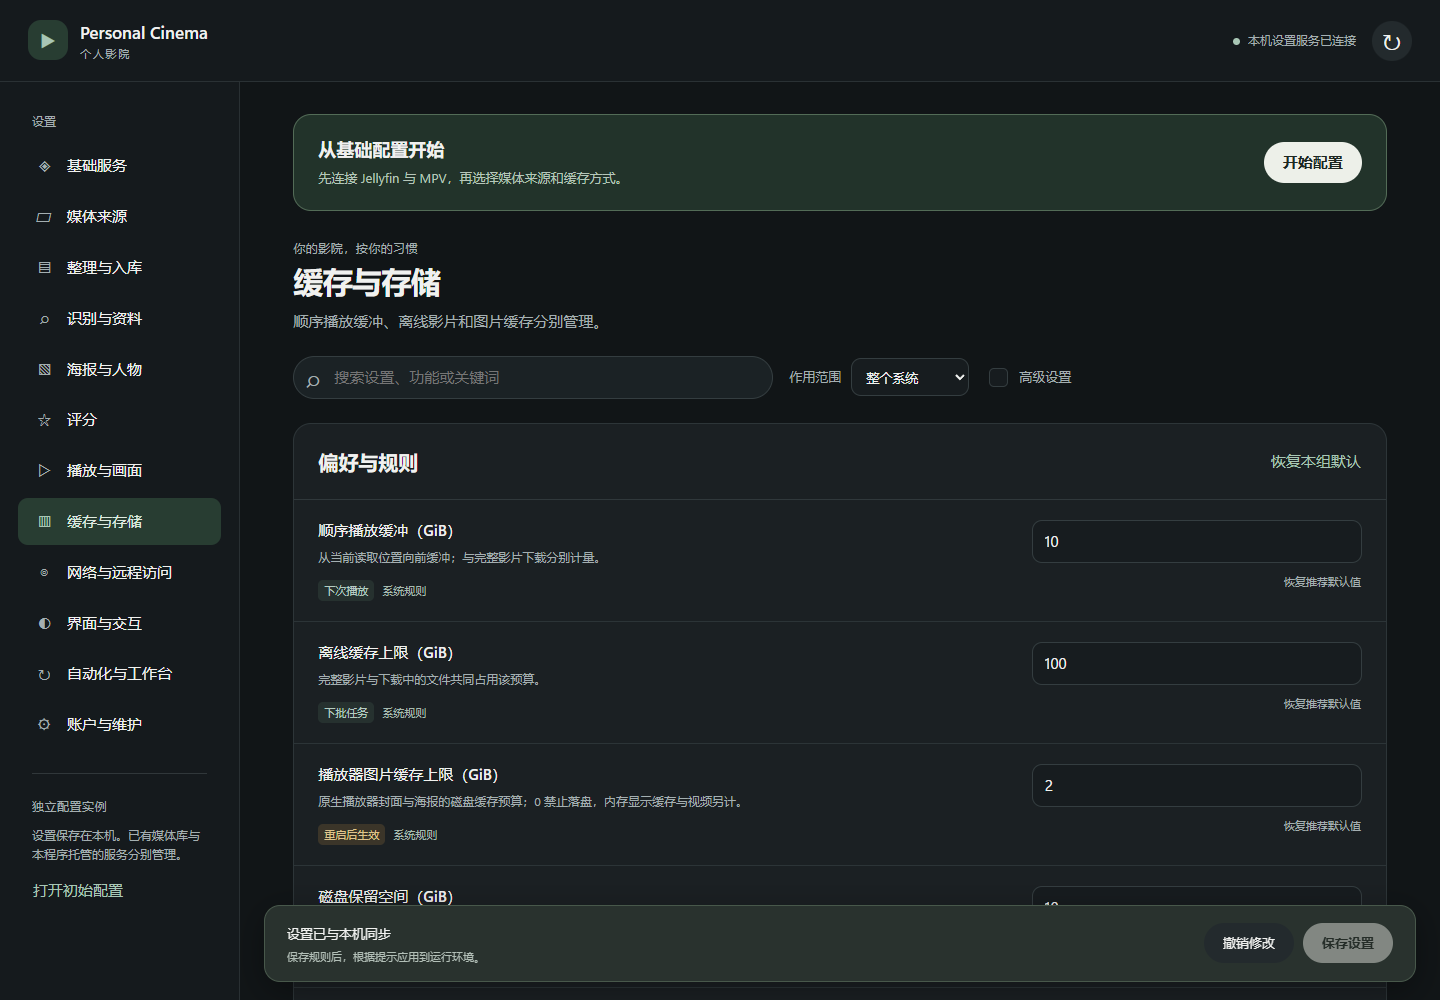 Personal Cinema
个人影院
本机设置服务已连接
设置
基础服务
媒体来源
整理与入库
识别与资料
海报与人物
评分
播放与画面
缓存与存储
网络与远程访问
界面与交互
自动化与工作台
账户与维护
独立配置实例
设置保存在本机。已有媒体库与
本程序托管的服务分别管理。
打开初始配置
从基础配置开始
先连接 Jellyfin 与 MPV，再选择媒体来源和缓存方式。
开始配置
你的影院，按你的习惯
缓存与存储
顺序播放缓冲、离线影片和图片缓存分别管理。
搜索设置、功能或关键词
作用范围
整个系统
高级设置
偏好与规则
恢复本组默认
顺序播放缓冲（GiB）
从当前读取位置向前缓冲；与完整影片下载分别计量。
下次播放 系统规则
10
恢复推荐默认值
离线缓存上限（GiB）
完整影片与下载中的文件共同占用该预算。
下批任务 系统规则
100
恢复推荐默认值
播放器图片缓存上限（GiB）
原生播放器封面与海报的磁盘缓存预算；0 禁止落盘，内存显示缓存与视频另计。
重启后生效 系统规则
2
恢复推荐默认值
磁盘保留空间（GiB）
设置已与本机同步
保存规则后，根据提示应用到运行环境。
撤销修改
保存设置